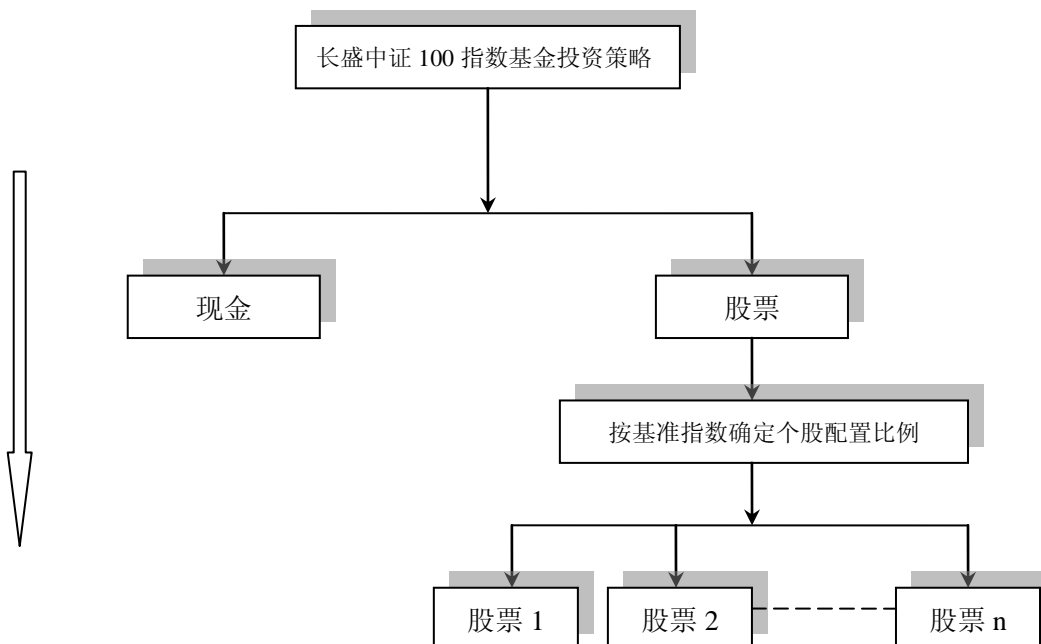 长盛中证 100 指数基金投资策略
现金
股票
按基准指数确定个股配置比例
股票 1
股票 2
股票 n